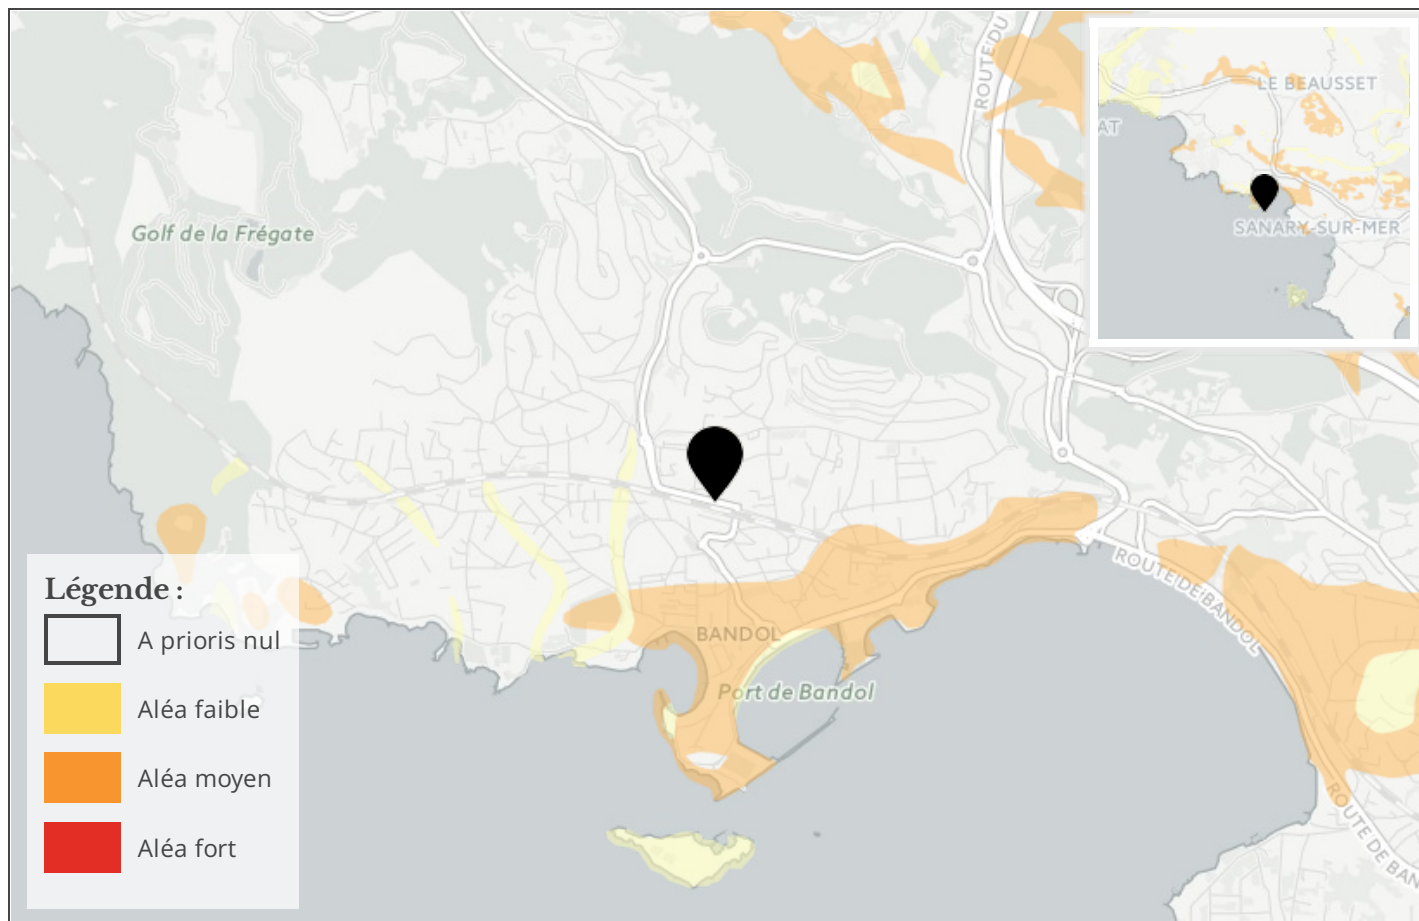 ROUTE DU
LE BEAUSSET
AT
SANARY-SUR-MER
Golf de la Frégate
ROUTE DE BANDOL
BANDOL
Port de Bandol
ROUTE DE BAN
Légende :
A prioris nul
Aléa faible
Aléa moyen
Aléa fort